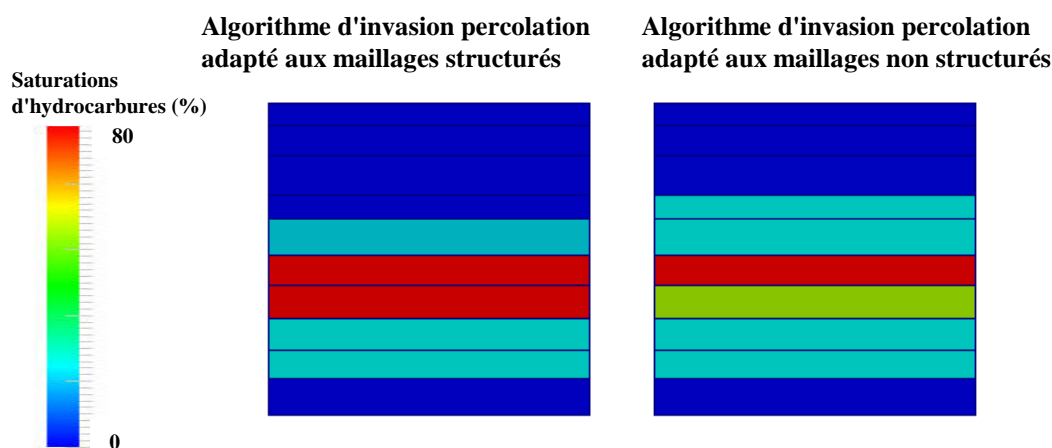 Algorithme d'invasion percolation
adapté aux maillages structurés
Algorithme d'invasion percolation
adapté aux maillages non structurés
Saturations
d'hydrocarbures (%)
80
0